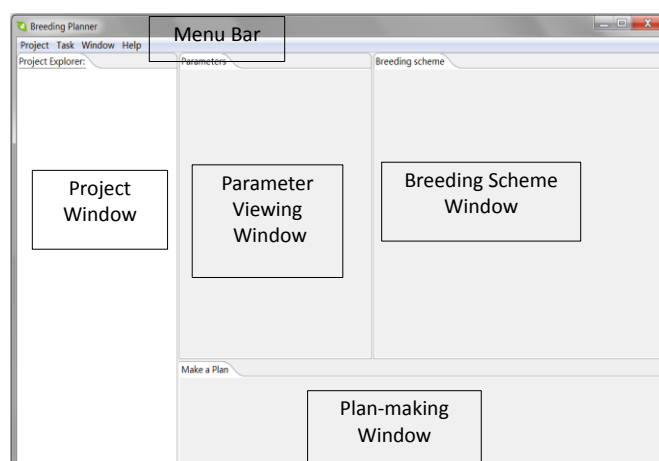 Breeding Planner
Menu Bar
Project Task Window Help
Project Explorer:
Parameters
Breeding scheme
Project
Window
Parameter
Viewing
Window
Breeding Scheme
Window
Make a Plan
Plan-making
Window